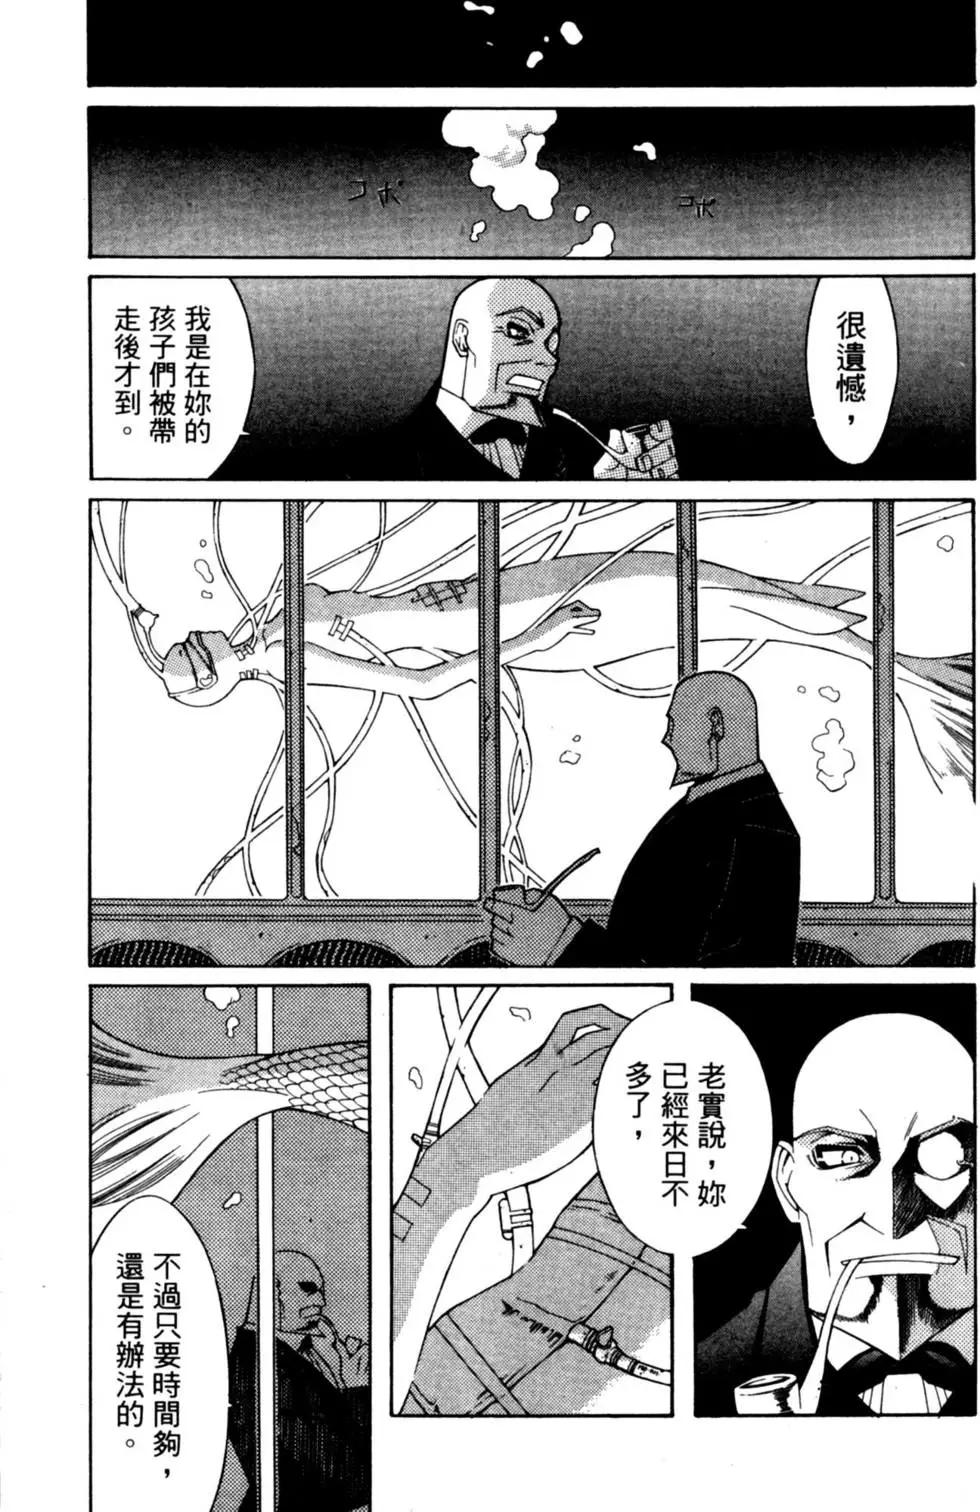 コポ
コポ
很遺憾，
我是在妳的
孩子們被帶
走後才到。
老實說，妳
已經來日不
多了，
不過只要時間夠，
還是有辦法的。